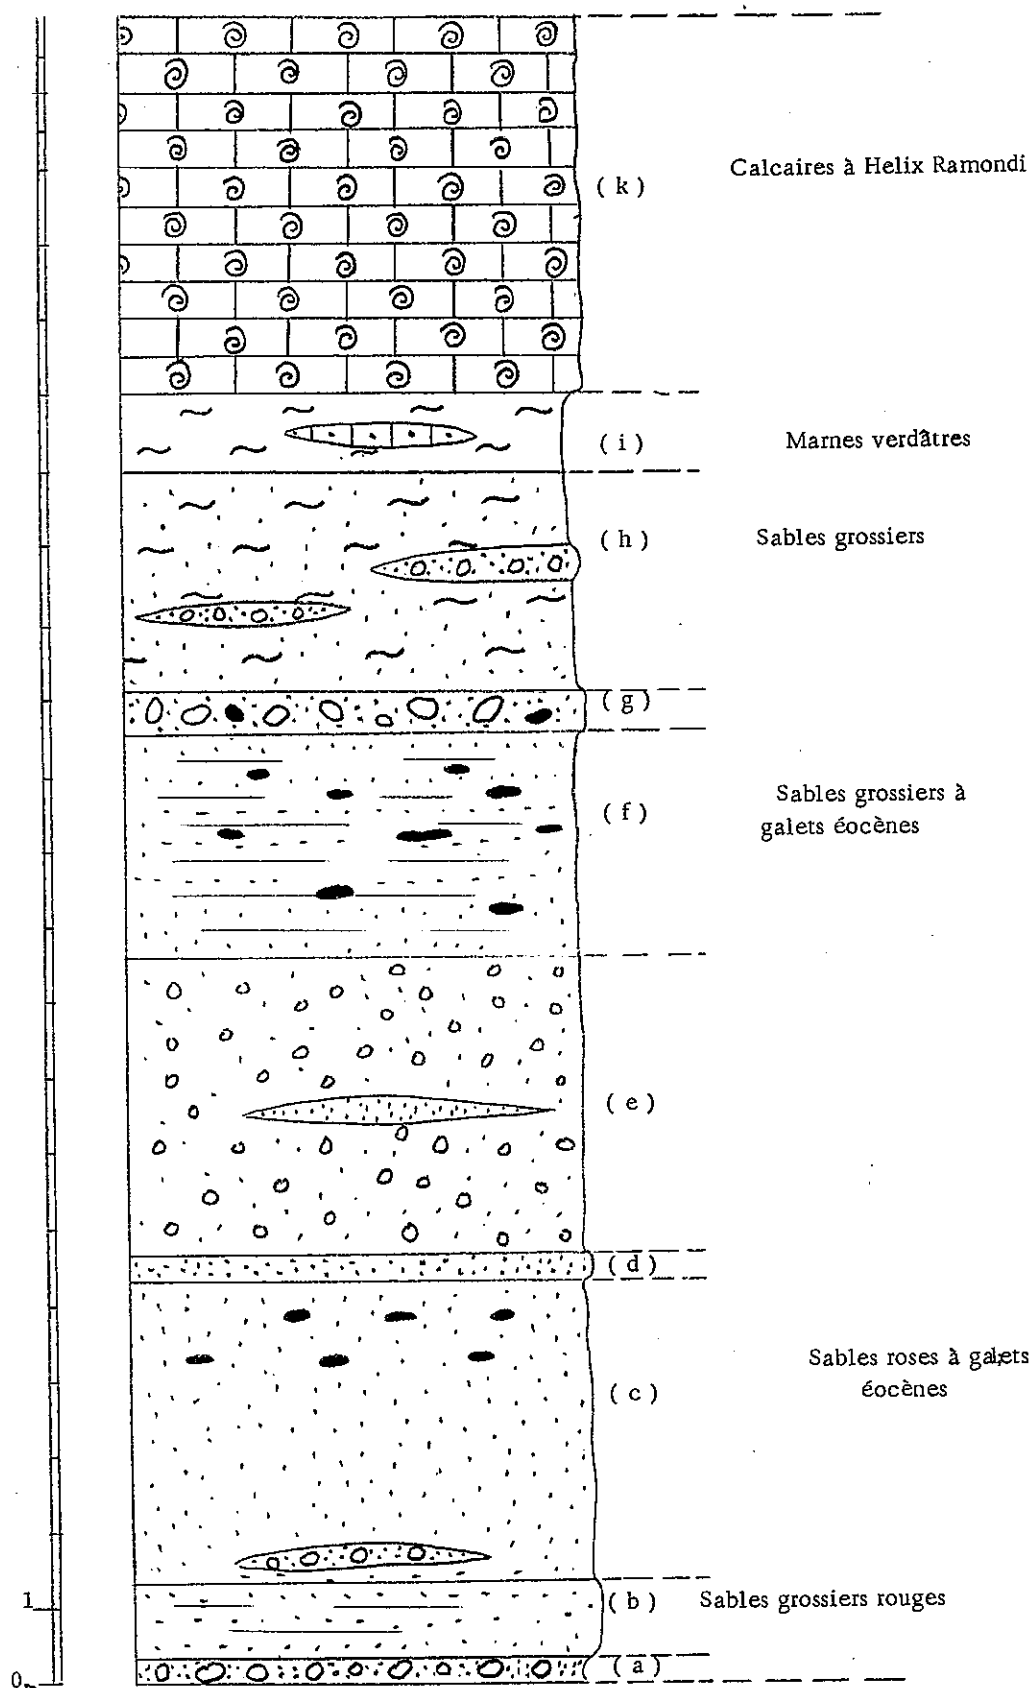 Calcaires à Helix Ramondi
( k )
( i ) Marnes verdâtres
( h ) Sables grossiers
( g )
Sables grossiers à
( f )
galets éocènes
( e )
( d )
Sables roses à galets
éocènes
( c )
1 ( b ) Sables grossiers rouges
( a )
0